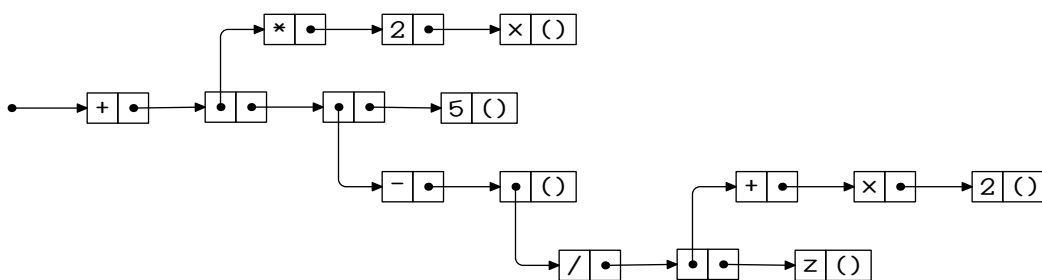 * 2 x ()
+ 5 ()
- () + x 2 ()
/ z ()